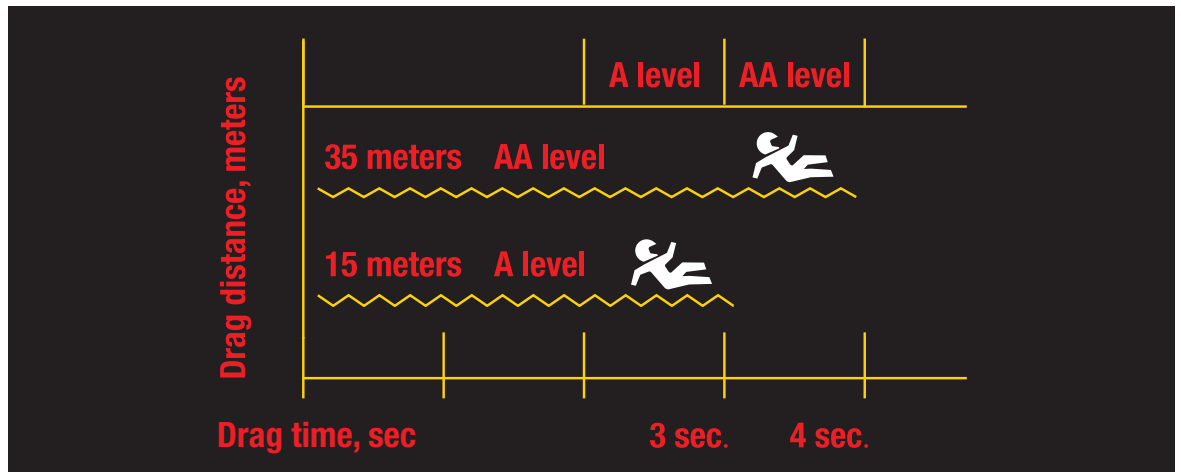 A level AA level
35 meters AA level
15 meters A level
Drag distance, meters
Drag time, sec 3 sec. 4 sec.